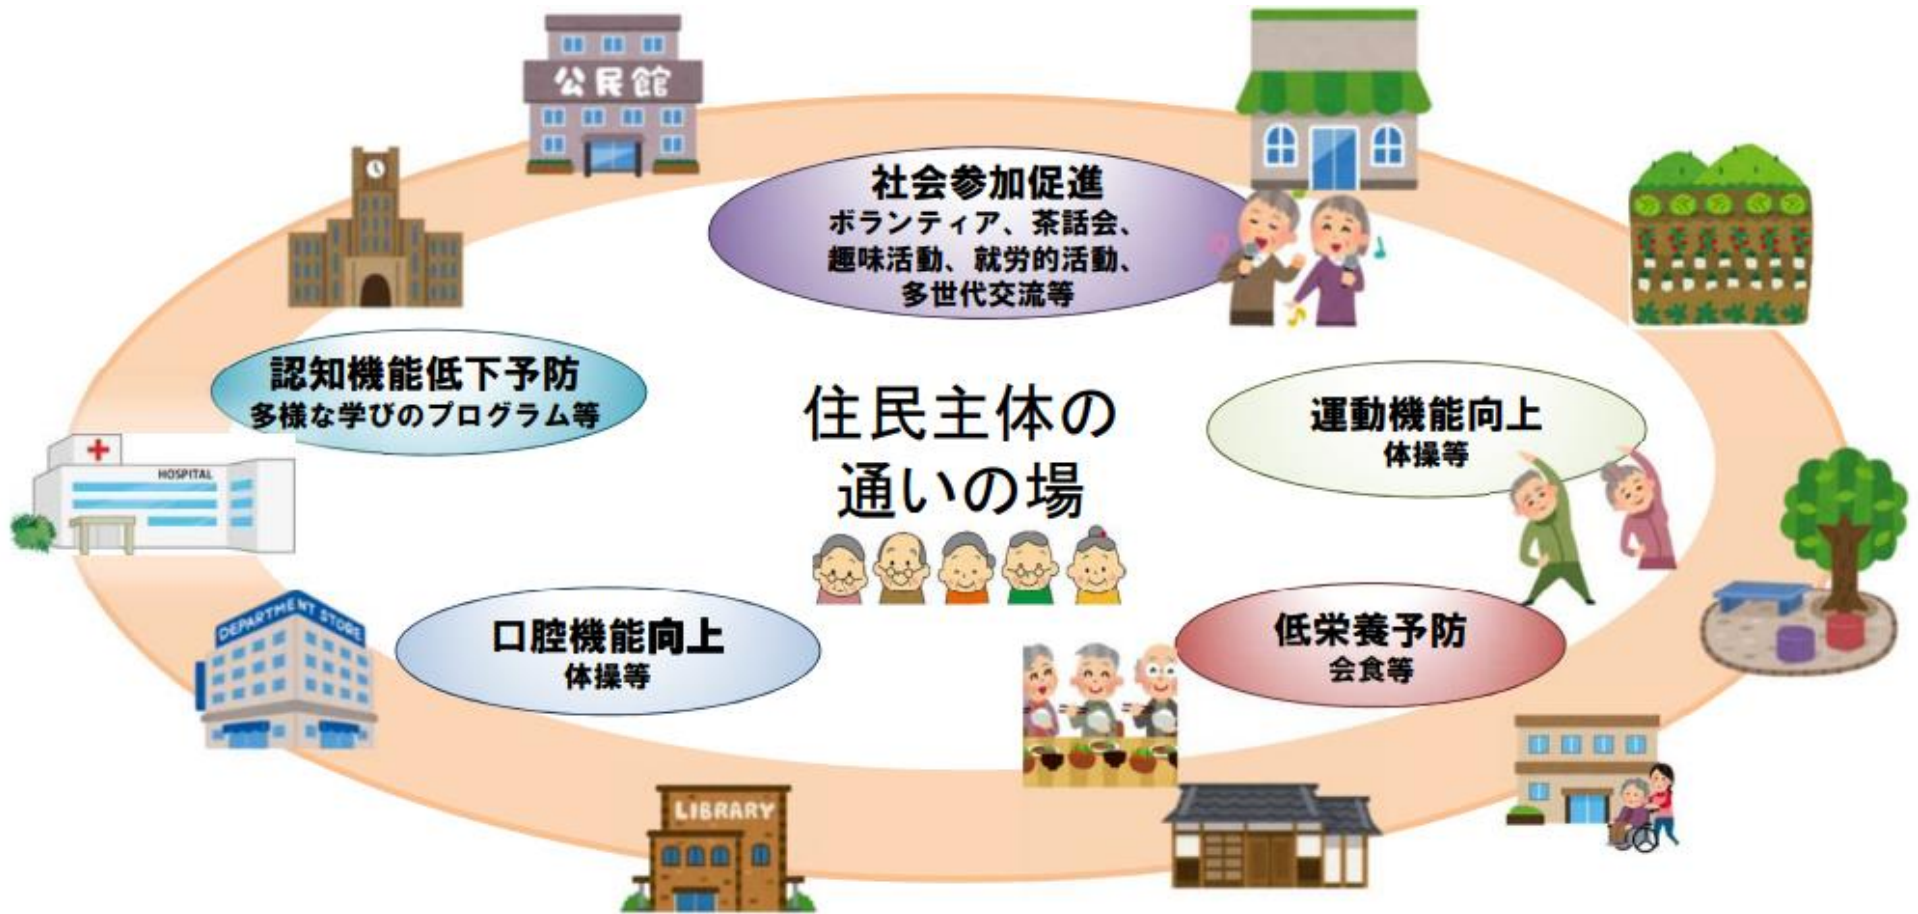 公民館
社会参加促進
ボランティア、茶話会、
趣味活動、就労的活動、
多世代交流等
認知機能低下予防
多様な学びのプログラム等
住民主体の
通いの場
運動機能向上
体操等
HOSPITAL
DEPARTMENT STORE
口腔機能向上
体操等
低栄養予防
会食等
LIBRARY